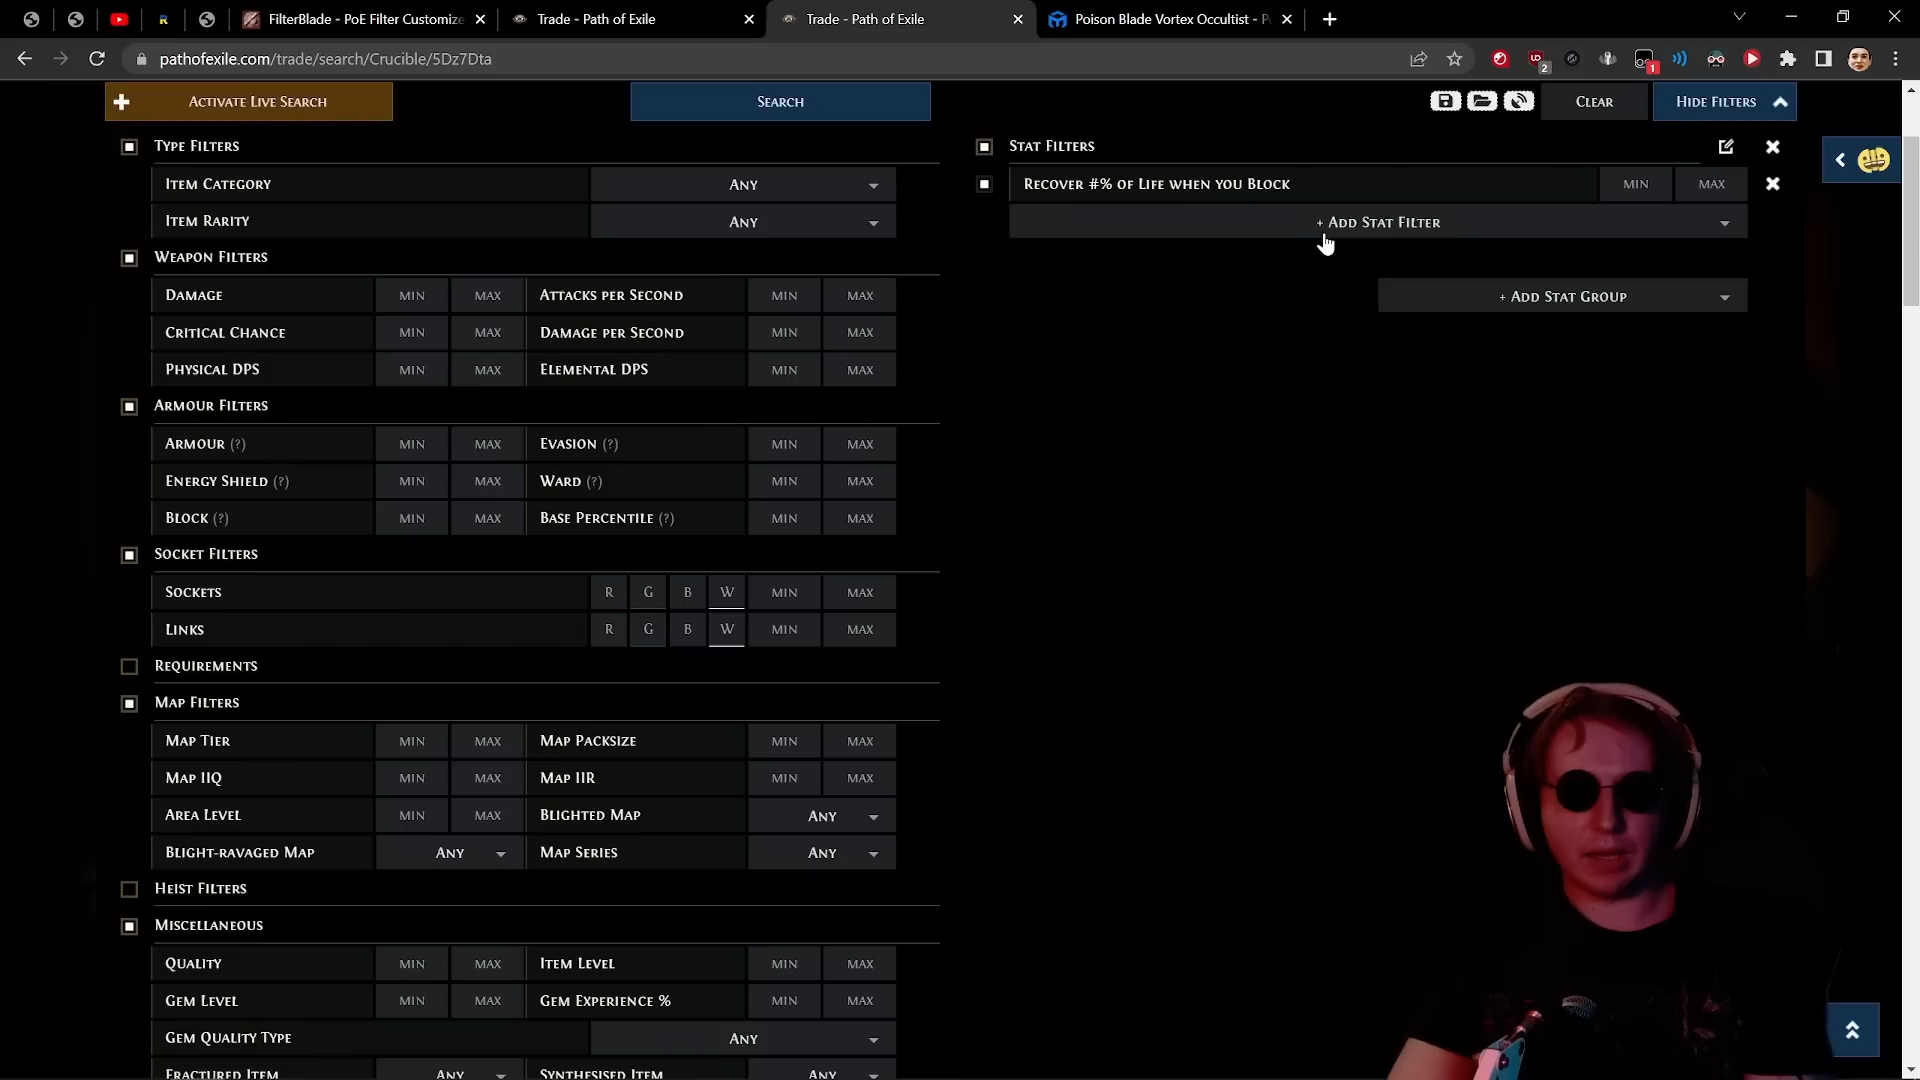 FilterBlade - PoE Filter Customize
Trade - Path of Exile
Trade - Path of Exile
Poison Blade Vortex Occultist - P
pathofexile.com/trade/search/Crucible/5Dz7Dta
2
1
Activate Live Search
Search
Clear
Hide Filters
Type Filters
Item Category Any
Item Rarity Any
Weapon Filters
Damage MIN MAX Attacks per Second MIN MAX
Critical Chance MIN MAX Damage per Second MIN MAX
Physical DPS MIN MAX Elemental DPS MIN MAX
Armour Filters
Armour (?) MIN MAX Evasion (?) MIN MAX
Energy Shield (?) MIN MAX Ward (?) MIN MAX
Block (?) MIN MAX Base Percentile (?) MIN MAX
Socket Filters
Sockets R G B W MIN MAX
Links R G B W MIN MAX
Requirements
Map Filters
Map Tier MIN MAX Map Packsize MIN MAX
Map IIQ MIN MAX Map IIR MIN MAX
Area Level MIN MAX Blighted Map Any
Blight-ravaged Map Any Map Series Any
Heist Filters
Miscellaneous
Quality MIN MAX Item Level MIN MAX
Gem Level MIN MAX Gem Experience % MIN MAX
Gem Quality Type Any
Fractured Item Any Synthesised Item Any
Stat Filters
Recover #% of Life when you Block MIN MAX
+ Add Stat Filter
+ Add Stat Group